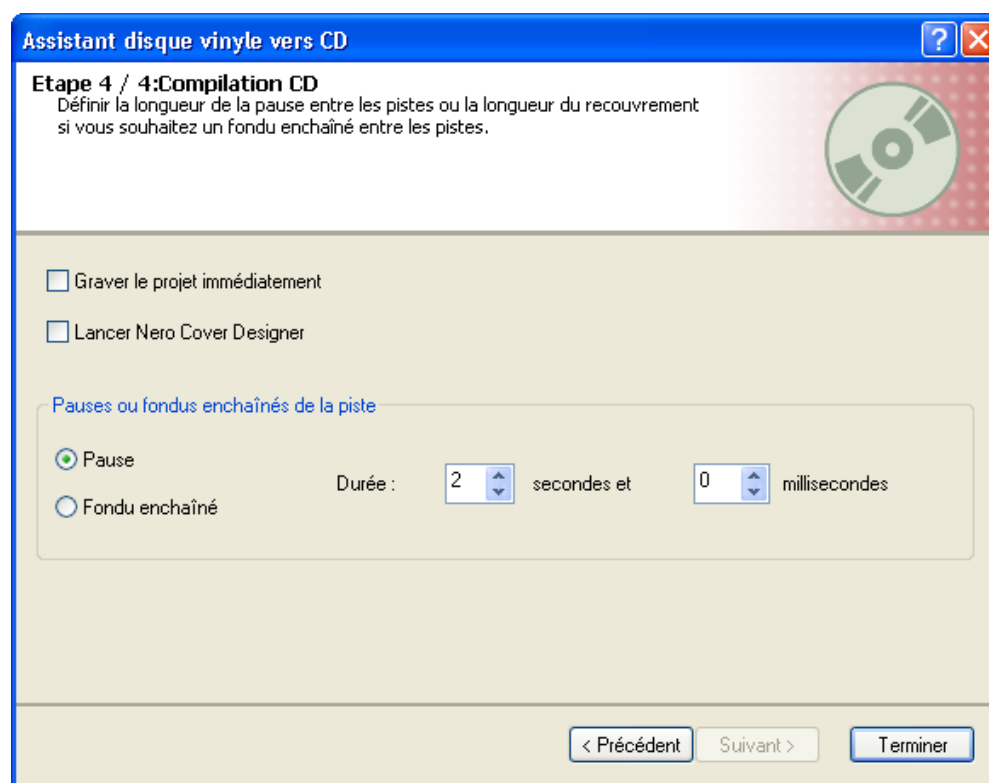 Assistant disque vinyle vers CD
Etape 4 / 4:Compilation CD
Définir la longueur de la pause entre les pistes ou la longueur du recouvrement
si vous souhaitez un fondu enchaîné entre les pistes.
Graver le projet immédiatement
Lancer Nero Cover Designer
Pauses ou fondus enchaînés de la piste
Pause
Durée : 2 secondes et 0 millisecondes
Fondu enchaîné
< Précédent Suivant > Terminer